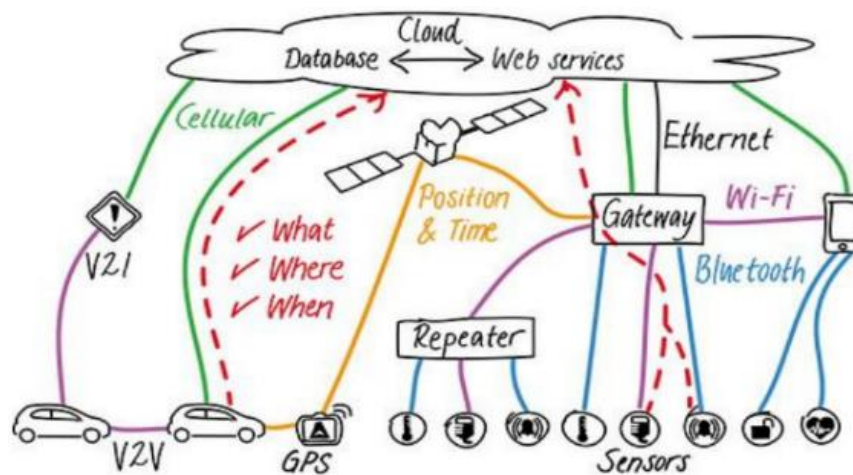 Cloud
Database Web services
Cellular
Ethernet
Position
& Time
Gateway
Wi-Fi
V2I
✓ What
✓ Where
✓ When
Bluetooth
Repeater
V2V
GPS
Sensors